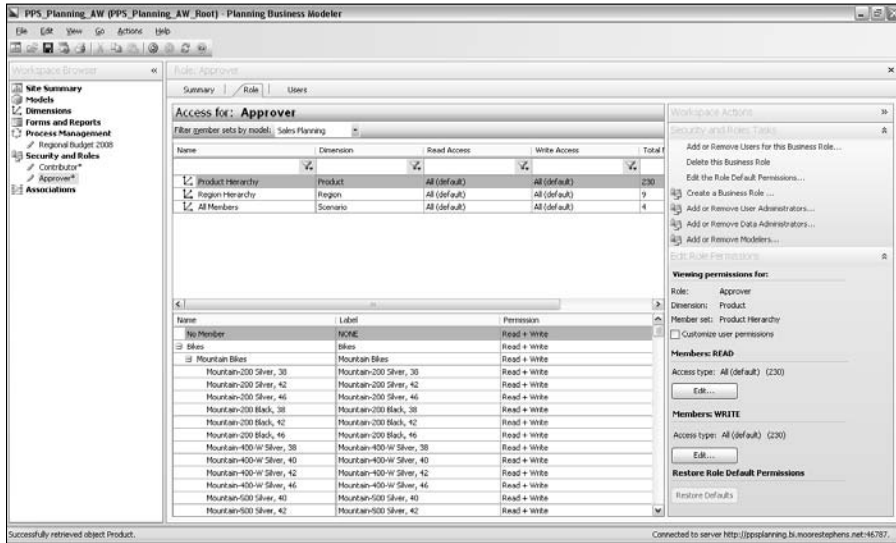 PPS_Planning_AW (PPS_Planning_AW_Root) - Planning Business Modeler
File Edit View Go Actions Help
Workspace Browser
Site Summary
Models
Dimensions
Forms and Reports
Process Management
Regional Budget 2008
Security and Roles
Contributor*
Approver*
Associations
Role: Approver
Summary Role Users
Access for: Approver
Filter member sets by model: Sales Planning
Name Dimension Read Access Write Access Total
Product Hierarchy Product All (default) All (default) 230
Region Hierarchy Region All (default) All (default) 9
All Members Scenario All (default) All (default) 4
Name Label Permission
No Member NONE Read + Write
Bikes Bikes Read + Write
Mountain Bikes Mountain Bikes Read + Write
Mountain-200 Silver, 38 Mountain-200 Silver, 38 Read + Write
Mountain-200 Silver, 42 Mountain-200 Silver, 42 Read + Write
Mountain-200 Silver, 46 Mountain-200 Silver, 46 Read + Write
Mountain-200 Black, 38 Mountain-200 Black, 38 Read + Write
Mountain-200 Black, 42 Mountain-200 Black, 42 Read + Write
Mountain-200 Black, 46 Mountain-200 Black, 46 Read + Write
Mountain-400-W Silver, 38 Mountain-400-W Silver, 38 Read + Write
Mountain-400-W Silver, 40 Mountain-400-W Silver, 40 Read + Write
Mountain-400-W Silver, 42 Mountain-400-W Silver, 42 Read + Write
Mountain-400-W Silver, 46 Mountain-400-W Silver, 46 Read + Write
Mountain-500 Silver, 40 Mountain-500 Silver, 40 Read + Write
Mountain-500 Silver, 42 Mountain-500 Silver, 42 Read + Write
Workspace Actions
Security and Roles Tasks
Add or Remove Users for this Business Role...
Delete this Business Role
Edit the Role Default Permissions...
Create a Business Role ...
Add or Remove User Administrators...
Add or Remove Data Administrators...
Add or Remove Modelers...
Edit Role Permissions
Viewing permissions for:
Role: Approver
Dimension: Product
Member set: Product Hierarchy
Customize user permissions
Members: READ
Access type: All (default) (230)
Edit...
Members: WRITE
Access type: All (default) (230)
Edit...
Restore Role Default Permissions
Restore Defaults
Successfully retrieved object Product.
Connected to server http://ppsplanning.bi.moorestephens.net:46787.